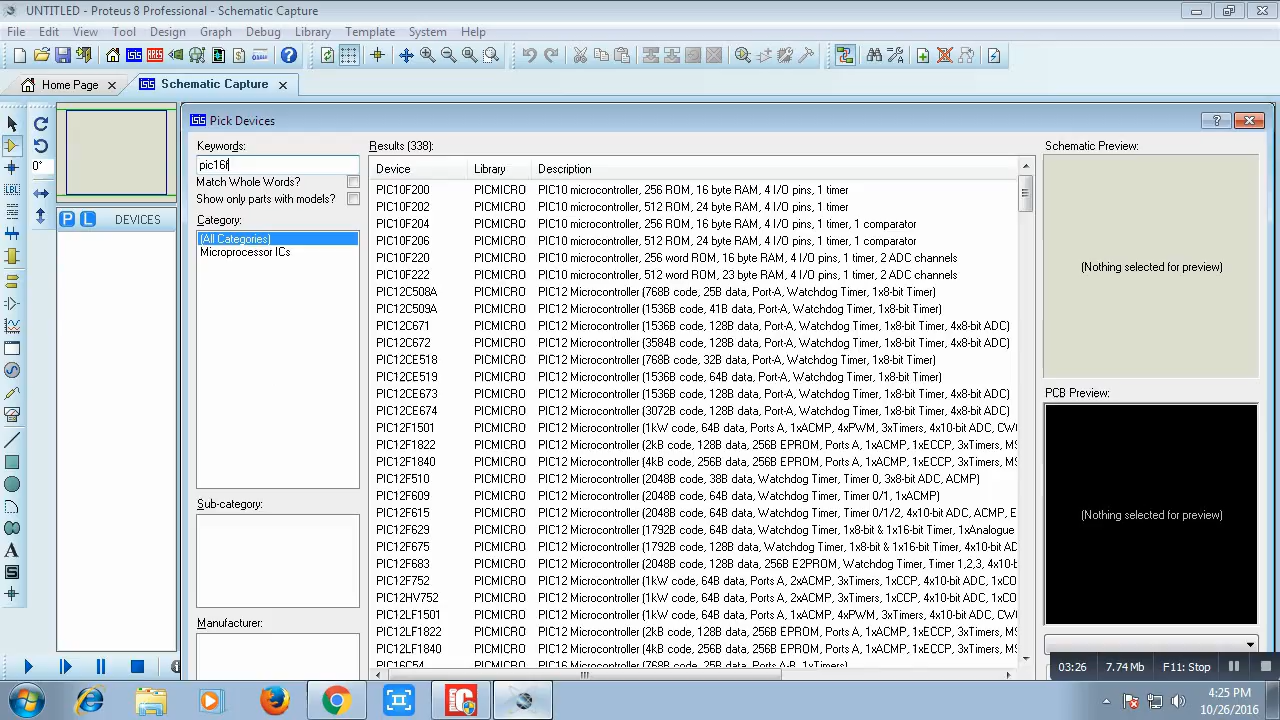 UNTITLED - Proteus 8 Professional - Schematic Capture
File Edit View Tool Design Graph Debug Library Template System Help
Home Page
Schematic Capture
Pick Devices
Keywords:
pic16f
Match Whole Words?
Show only parts with models?
Category:
(All Categories)
Microprocessor ICs
Sub-category:
Manufacturer:
0°
P L DEVICES
Results (338):
Device Library Description
PIC10F200 PICMICRO PIC10 microcontroller, 256 ROM, 16 byte RAM, 4 I/O pins, 1 timer
PIC10F202 PICMICRO PIC10 microcontroller, 512 ROM, 24 byte RAM, 4 I/O pins, 1 timer
PIC10F204 PICMICRO PIC10 microcontroller, 256 ROM, 16 byte RAM, 4 I/O pins, 1 timer, 1 comparator
PIC10F206 PICMICRO PIC10 microcontroller, 512 ROM, 24 byte RAM, 4 I/O pins, 1 timer, 1 comparator
PIC10F220 PICMICRO PIC10 microcontroller, 256 word ROM, 16 byte RAM, 4 I/O pins, 1 timer, 2 ADC channels
PIC10F222 PICMICRO PIC10 microcontroller, 512 word ROM, 23 byte RAM, 4 I/O pins, 1 timer, 2 ADC channels
PIC12C508A PICMICRO PIC12 Microcontroller (768B code, 25B data, Port-A, Watchdog Timer, 1x8-bit Timer)
PIC12C509A PICMICRO PIC12 Microcontroller (1536B code, 41B data, Port-A, Watchdog Timer, 1x8-bit Timer)
PIC12C671 PICMICRO PIC12 Microcontroller (1536B code, 128B data, Port-A, Watchdog Timer, 1x8-bit Timer, 4x8-bit ADC)
PIC12C672 PICMICRO PIC12 Microcontroller (3584B code, 128B data, Port-A, Watchdog Timer, 1x8-bit Timer, 4x8-bit ADC)
PIC12CE518 PICMICRO PIC12 Microcontroller (768B code, 32B data, Port-A, Watchdog Timer, 1x8-bit Timer)
PIC12CE519 PICMICRO PIC12 Microcontroller (1536B code, 64B data, Port-A, Watchdog Timer, 1x8-bit Timer)
PIC12CE673 PICMICRO PIC12 Microcontroller (1536B code, 128B data, Port-A, Watchdog Timer, 1x8-bit Timer, 4x8-bit ADC)
PIC12CE674 PICMICRO PIC12 Microcontroller (3072B code, 128B data, Port-A, Watchdog Timer, 1x8-bit Timer, 4x8-bit ADC)
PIC12F1501 PICMICRO PIC12 Microcontroller (1kW code, 64B data, Ports A, 1xACMP, 4xPWM, 3xTimers, 4x10-bit ADC, CW
PIC12F1822 PICMICRO PIC12 Microcontroller (2kB code, 128B data, 256B EPROM, Ports A, 1xACMP, 1xECCP, 3xTimers, MS
PIC12F1840 PICMICRO PIC12 Microcontroller (4kB code, 256B data, 256B EPROM, Ports A, 1xACMP, 1xECCP, 3xTimers, MS
PIC12F510 PICMICRO PIC12 Microcontroller (2048B code, 38B data, Watchdog Timer, Timer 0, 3x8-bit ADC, ACMP)
PIC12F609 PICMICRO PIC12 Microcontroller (2048B code, 64B data, Watchdog Timer, Timer 0/1, 1xACMP)
PIC12F615 PICMICRO PIC12 Microcontroller (2048B code, 64B data, Watchdog Timer, Timer 0/1/2, 4x10-bit ADC, ACMP, E
PIC12F629 PICMICRO PIC12 Microcontroller (1792B code, 64B data, Watchdog Timer, 1x8-bit & 1x16-bit Timer, 1xAnalogue
PIC12F675 PICMICRO PIC12 Microcontroller (1792B code, 128B data, Watchdog Timer, 1x8-bit & 1x16-bit Timer, 4x10-bit A
PIC12F683 PICMICRO PIC12 Microcontroller (2048B code, 128B data, 256B E2PROM, Watchdog Timer, Timer 1,2,3, 4x10-b
PIC12F752 PICMICRO PIC12 Microcontroller (1kW code, 64B data, Ports A, 2xACMP, 3xTimers, 1xCCP, 4x10-bit ADC, 1xCO
PIC12HV752 PICMICRO PIC12 Microcontroller (1kW code, 64B data, Ports A, 2xACMP, 3xTimers, 1xCCP, 4x10-bit ADC, 1xCO
PIC12LF1501 PICMICRO PIC12 Microcontroller (1kW code, 64B data, Ports A, 1xACMP, 4xPWM, 3xTimers, 4x10-bit ADC, CW
PIC12LF1822 PICMICRO PIC12 Microcontroller (2kB code, 128B data, 256B EPROM, Ports A, 1xACMP, 1xECCP, 3xTimers, MS
PIC12LF1840 PICMICRO PIC12 Microcontroller (4kB code, 256B data, 256B EPROM, Ports A, 1xACMP, 1xECCP, 3xTimers, MS
PIC16C54 PICMICRO PIC16 Microcontroller (768B code, 25B data, Ports A-B, 1xTimers)
Schematic Preview:
(Nothing selected for preview)
PCB Preview:
(Nothing selected for preview)
03:26 7.74 Mb F11: Stop
4:25 PM
10/26/2016